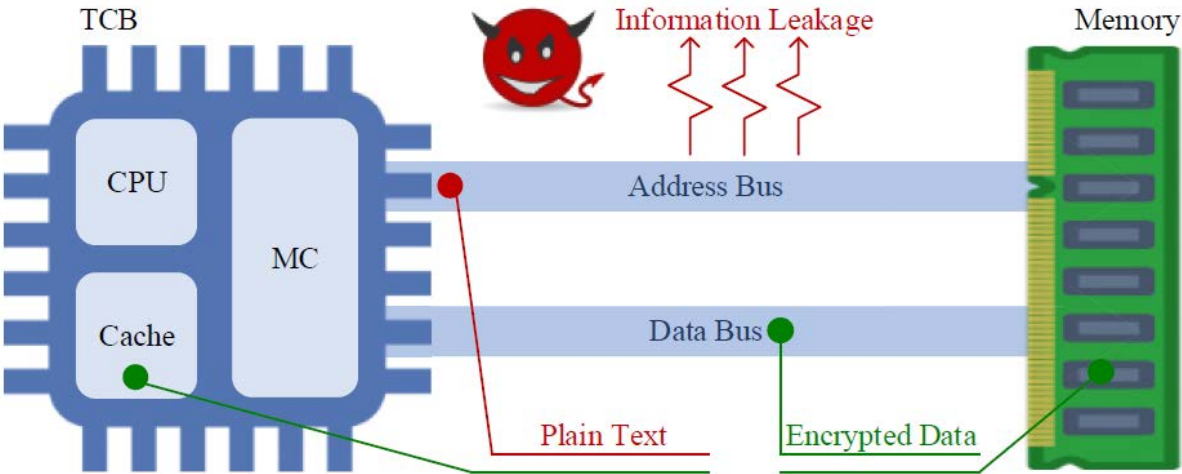 TCB
Information Leakage
Memory
CPU
Address Bus
MC
Cache
Data Bus
Plain Text
Encrypted Data